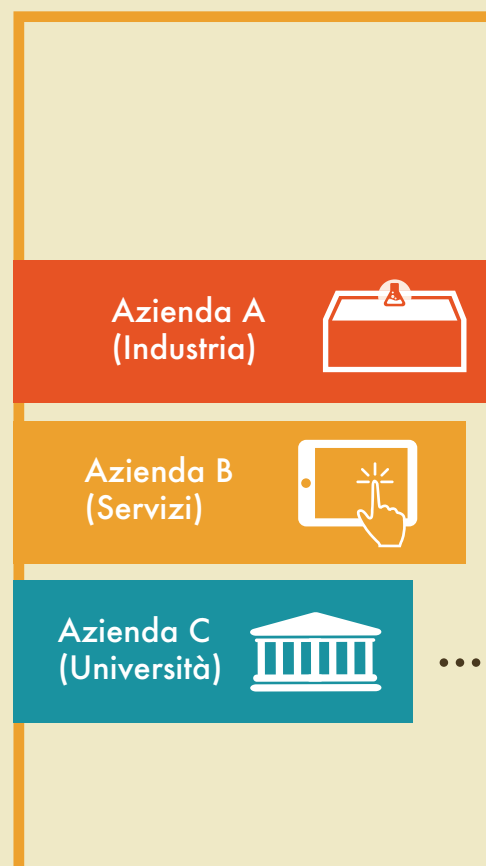 Azienda A
(Industria)
Azienda B
(Servizi)
Azienda C
(Università)
...